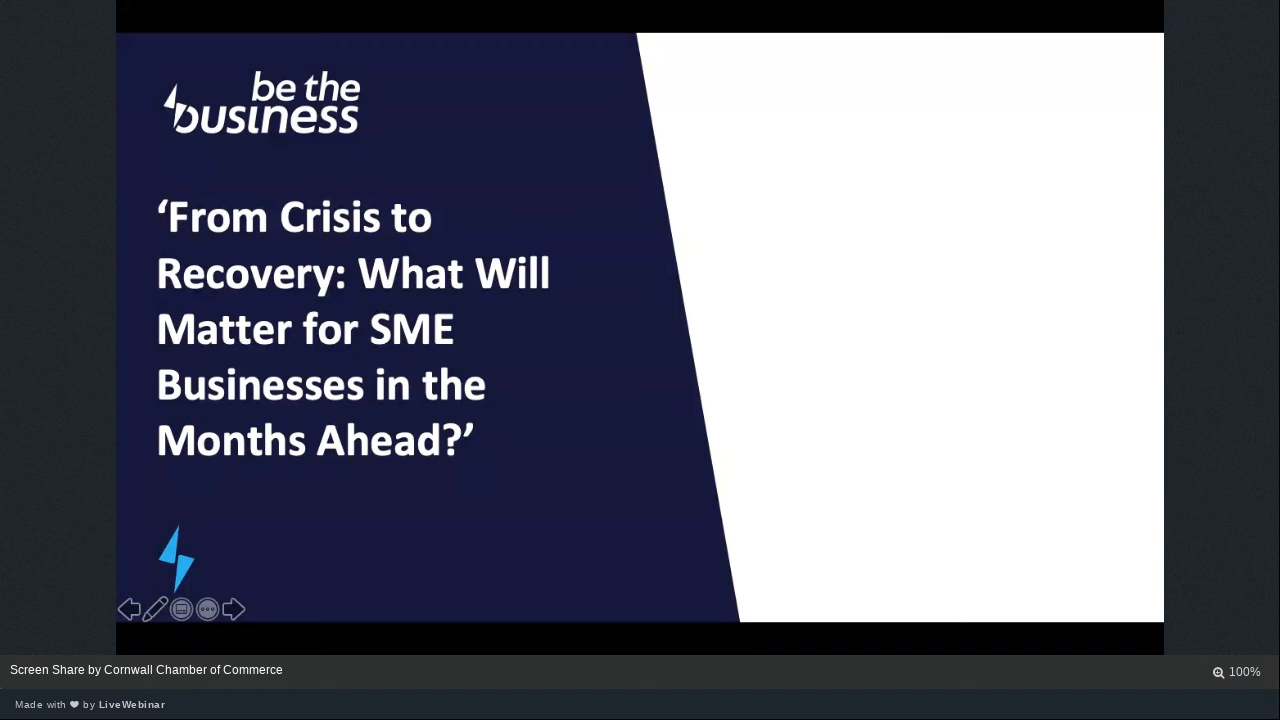 be the
business
‘From Crisis to
Recovery: What Will
Matter for SME
Businesses in the
Months Ahead?’
Screen Share by Cornwall Chamber of Commerce
100%
Made with ❤ by LiveWebinar